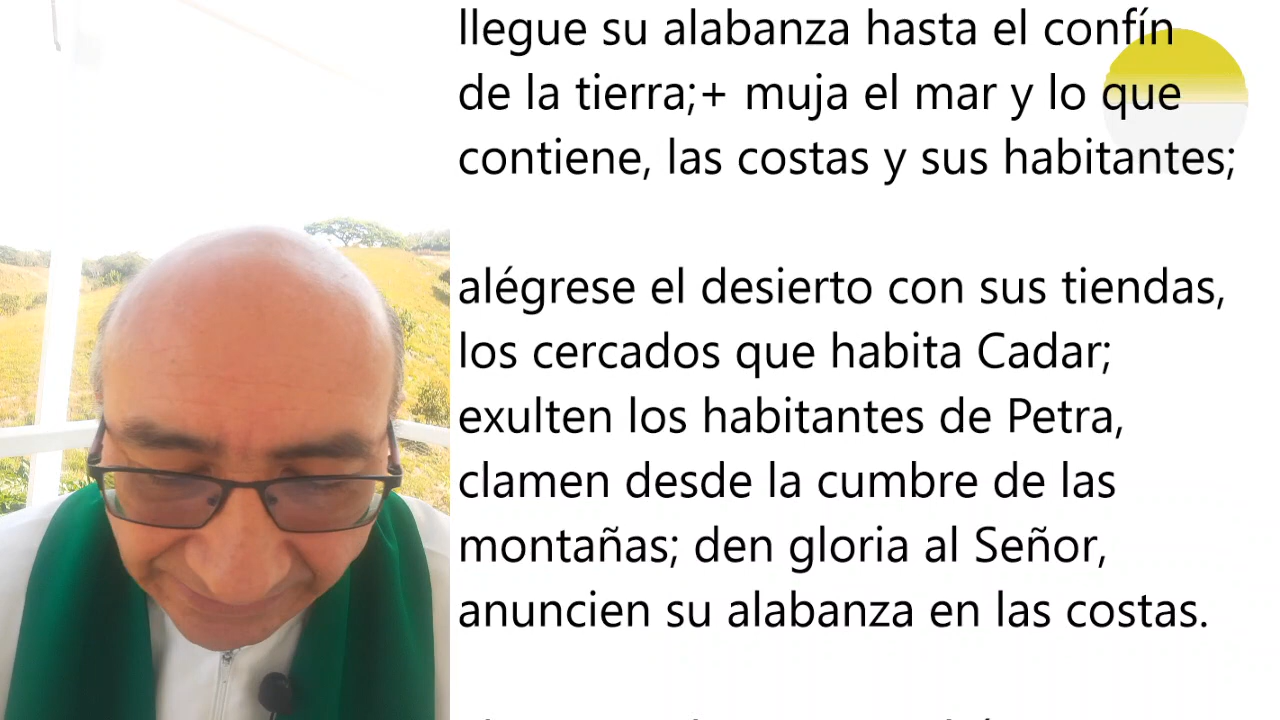 llegue su alabanza hasta el confín
de la tierra;+ muja el mar y lo que
contiene, las costas y sus habitantes;
alégrese el desierto con sus tiendas,
los cercados que habita Cadar;
exulten los habitantes de Petra,
clamen desde la cumbre de las
montañas; den gloria al Señor,
anuncien su alabanza en las costas.